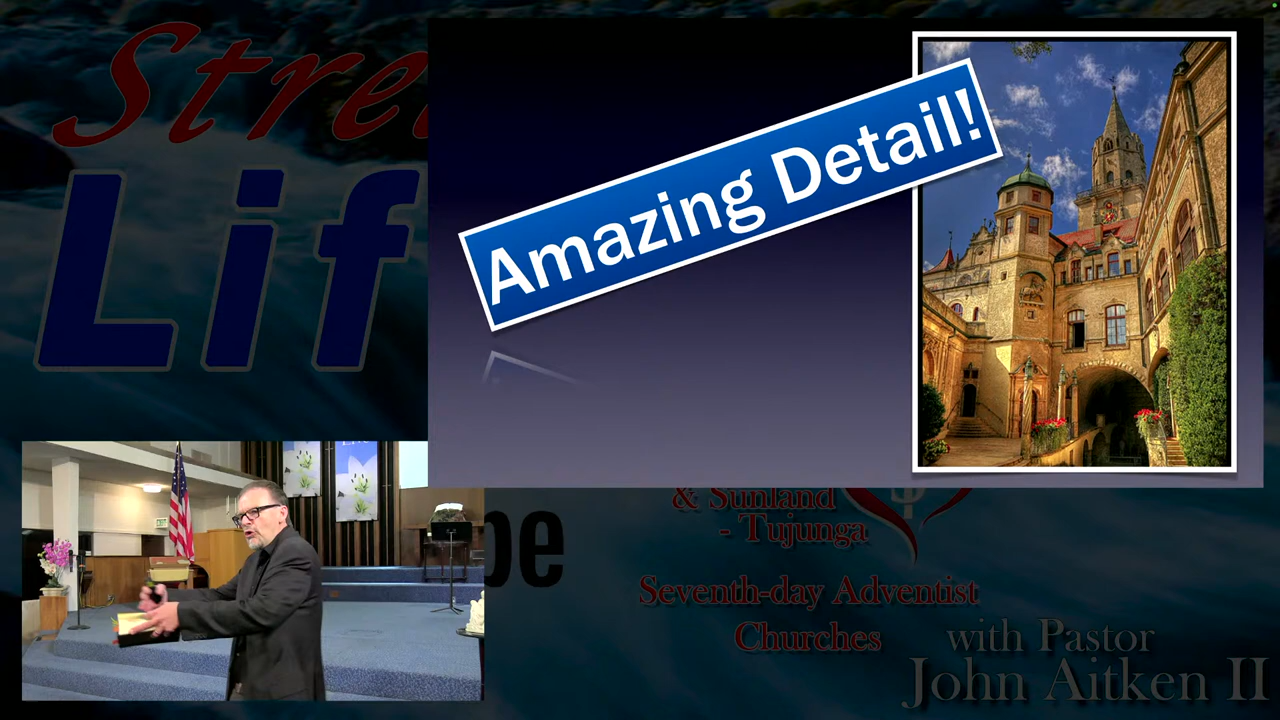 Stre
Lif
Amazing Detail!
pe
& Sunland
- Tujunga
Seventh-day Adventist
Churches
with Pastor
John Aitken II